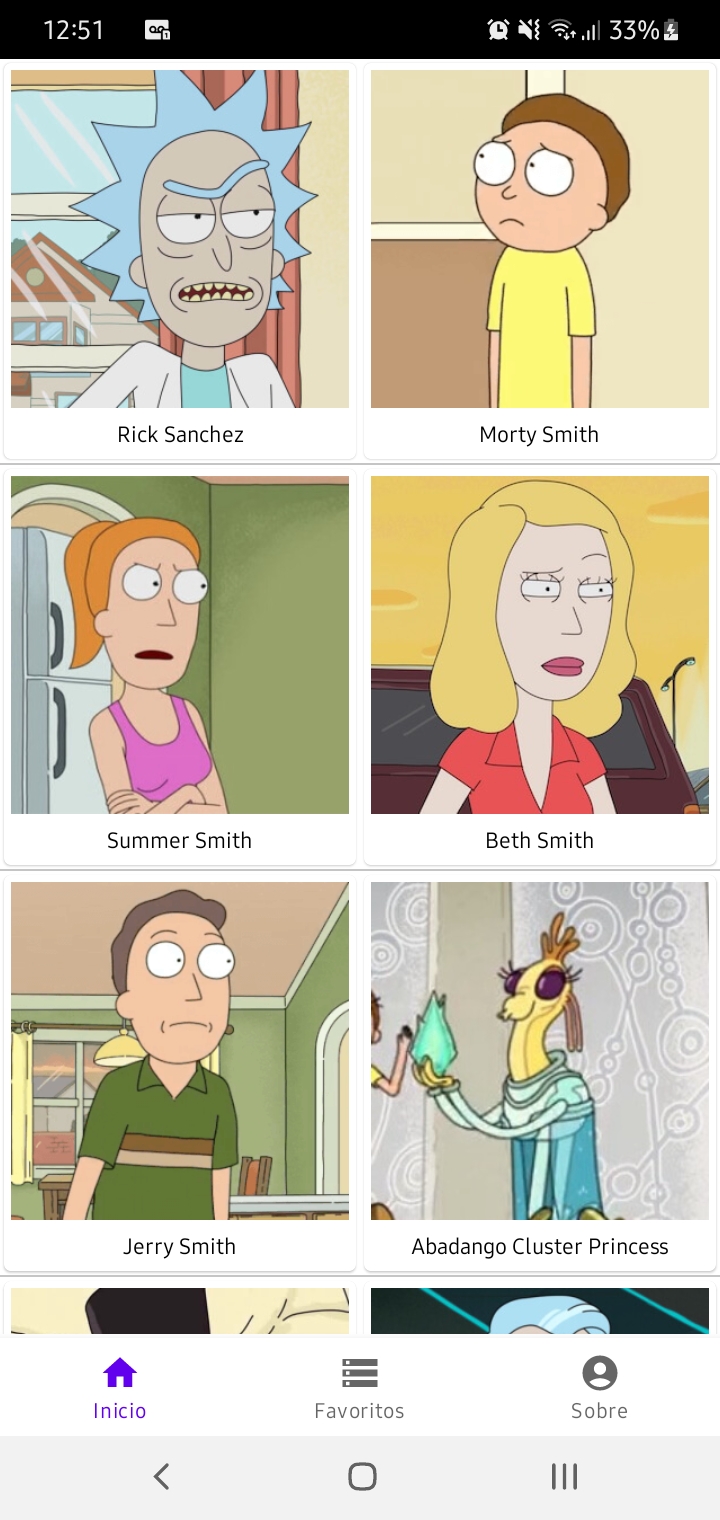 12:51
33%
Rick Sanchez
Morty Smith
Summer Smith
Beth Smith
Jerry Smith
Abadango Cluster Princess
Inicio
Favoritos
Sobre